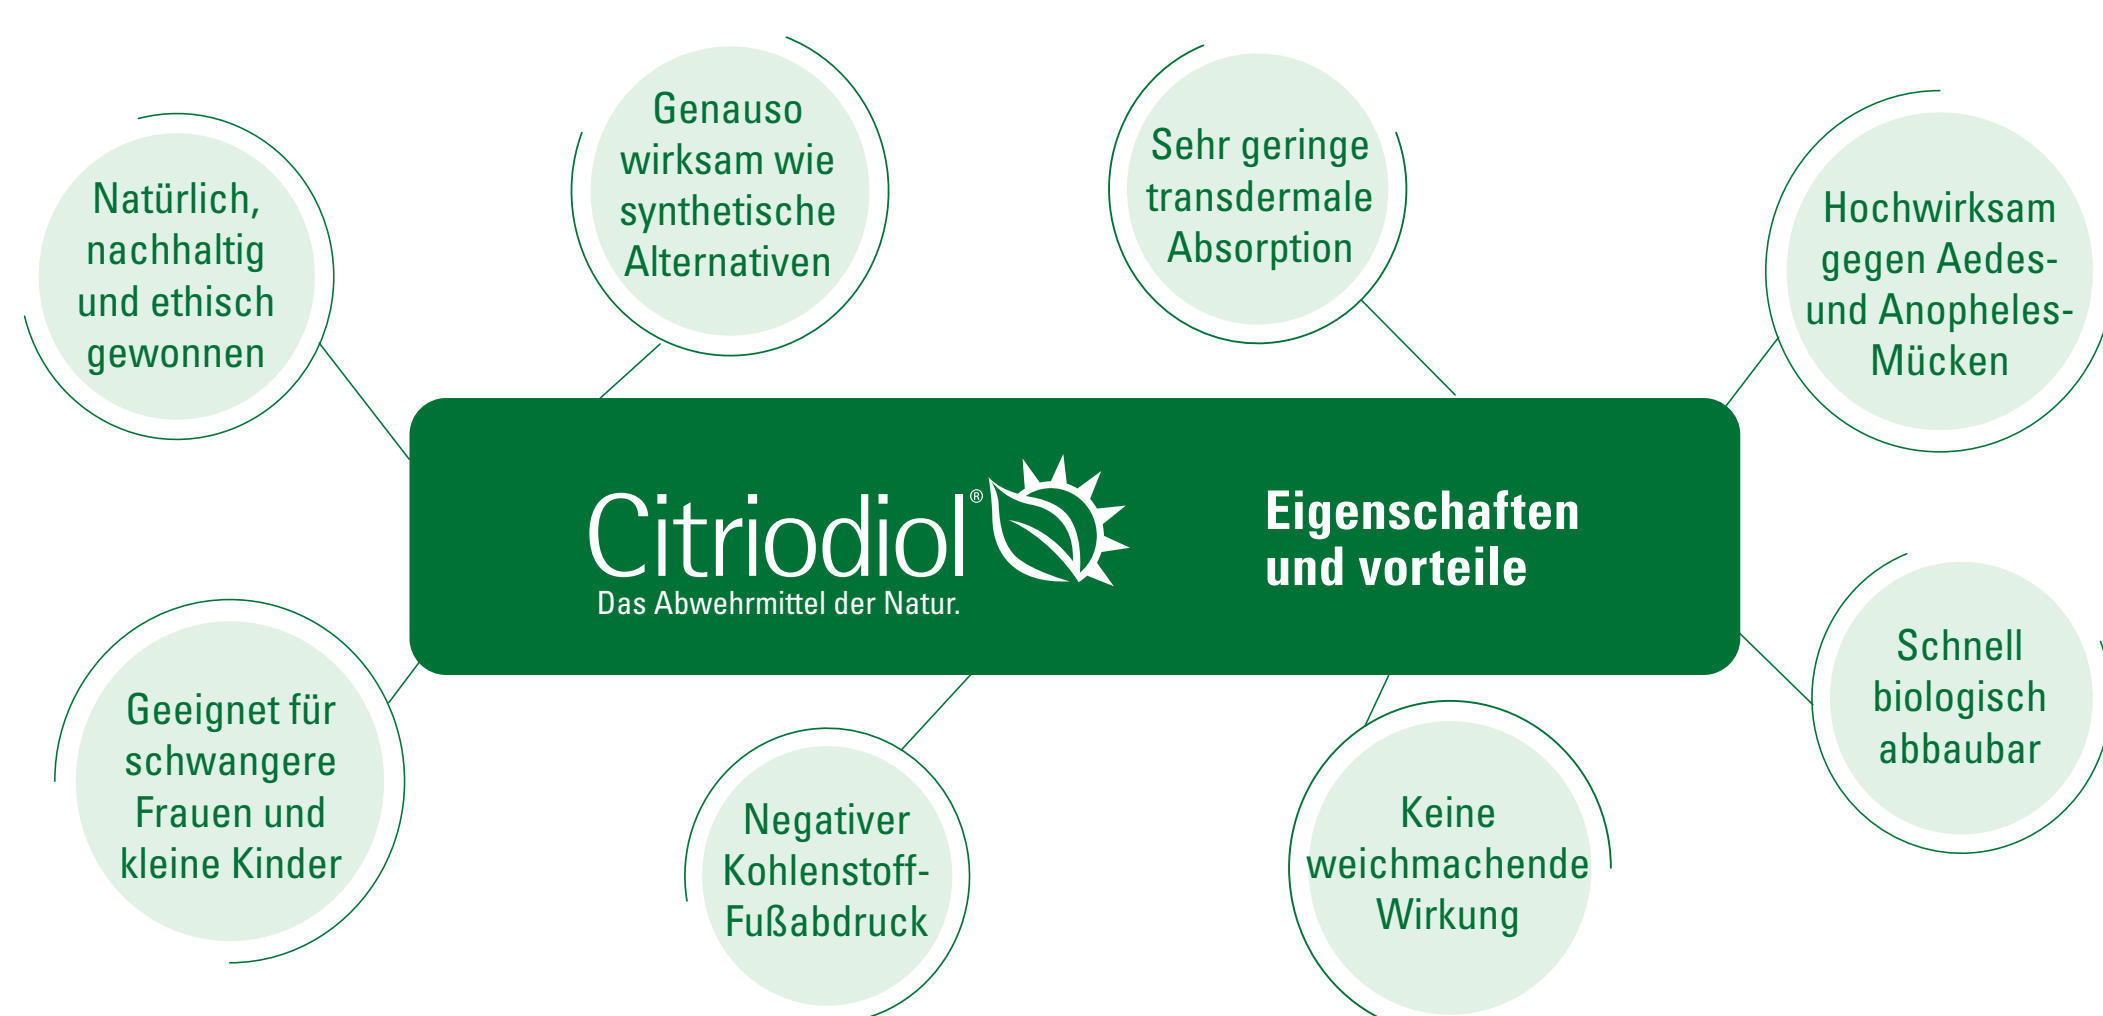 Natürlich,
nachhaltig
und ethisch
gewonnen
Genauso
wirksam wie
synthetische
Alternativen
Sehr geringe
transdermale
Absorption
Hochwirksam
gegen Aedes-
und Anopheles-
Mücken
Citriodiol®
Das Abwehrmittel der Natur.
Eigenschaften
und vorteile
Geeignet für
schwangere
Frauen und
kleine Kinder
Negativer
Kohlenstoff-
Fußabdruck
Keine
weichmachende
Wirkung
Schnell
biologisch
abbaubar